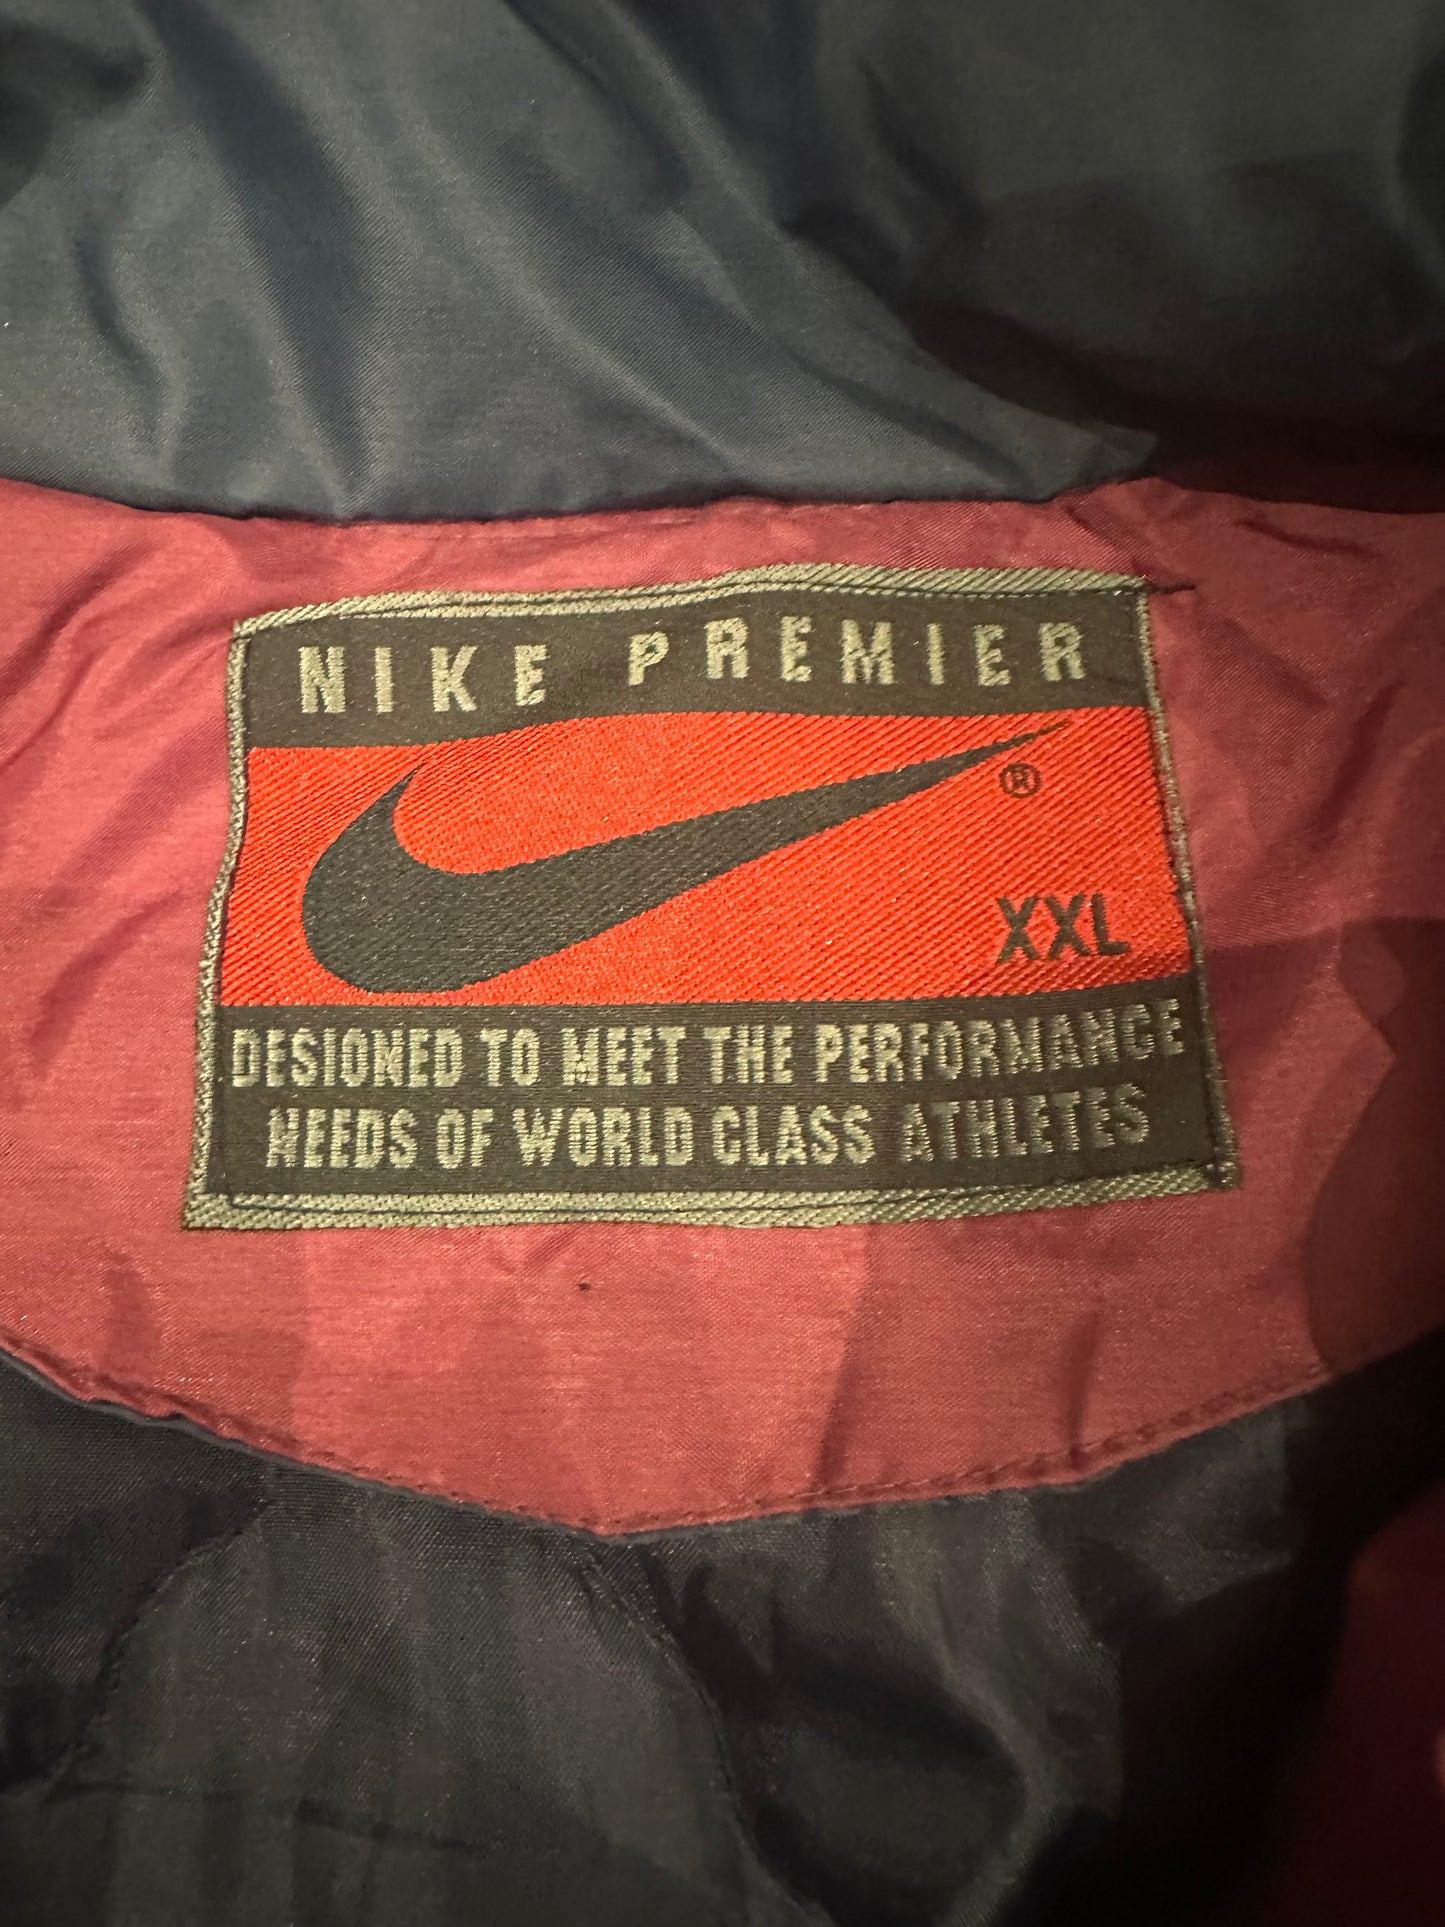 NIKE PREMIER
®
XXL
DESIGNED TO MEET THE PERFORMANCE
NEEDS OF WORLD CLASS ATHLETES